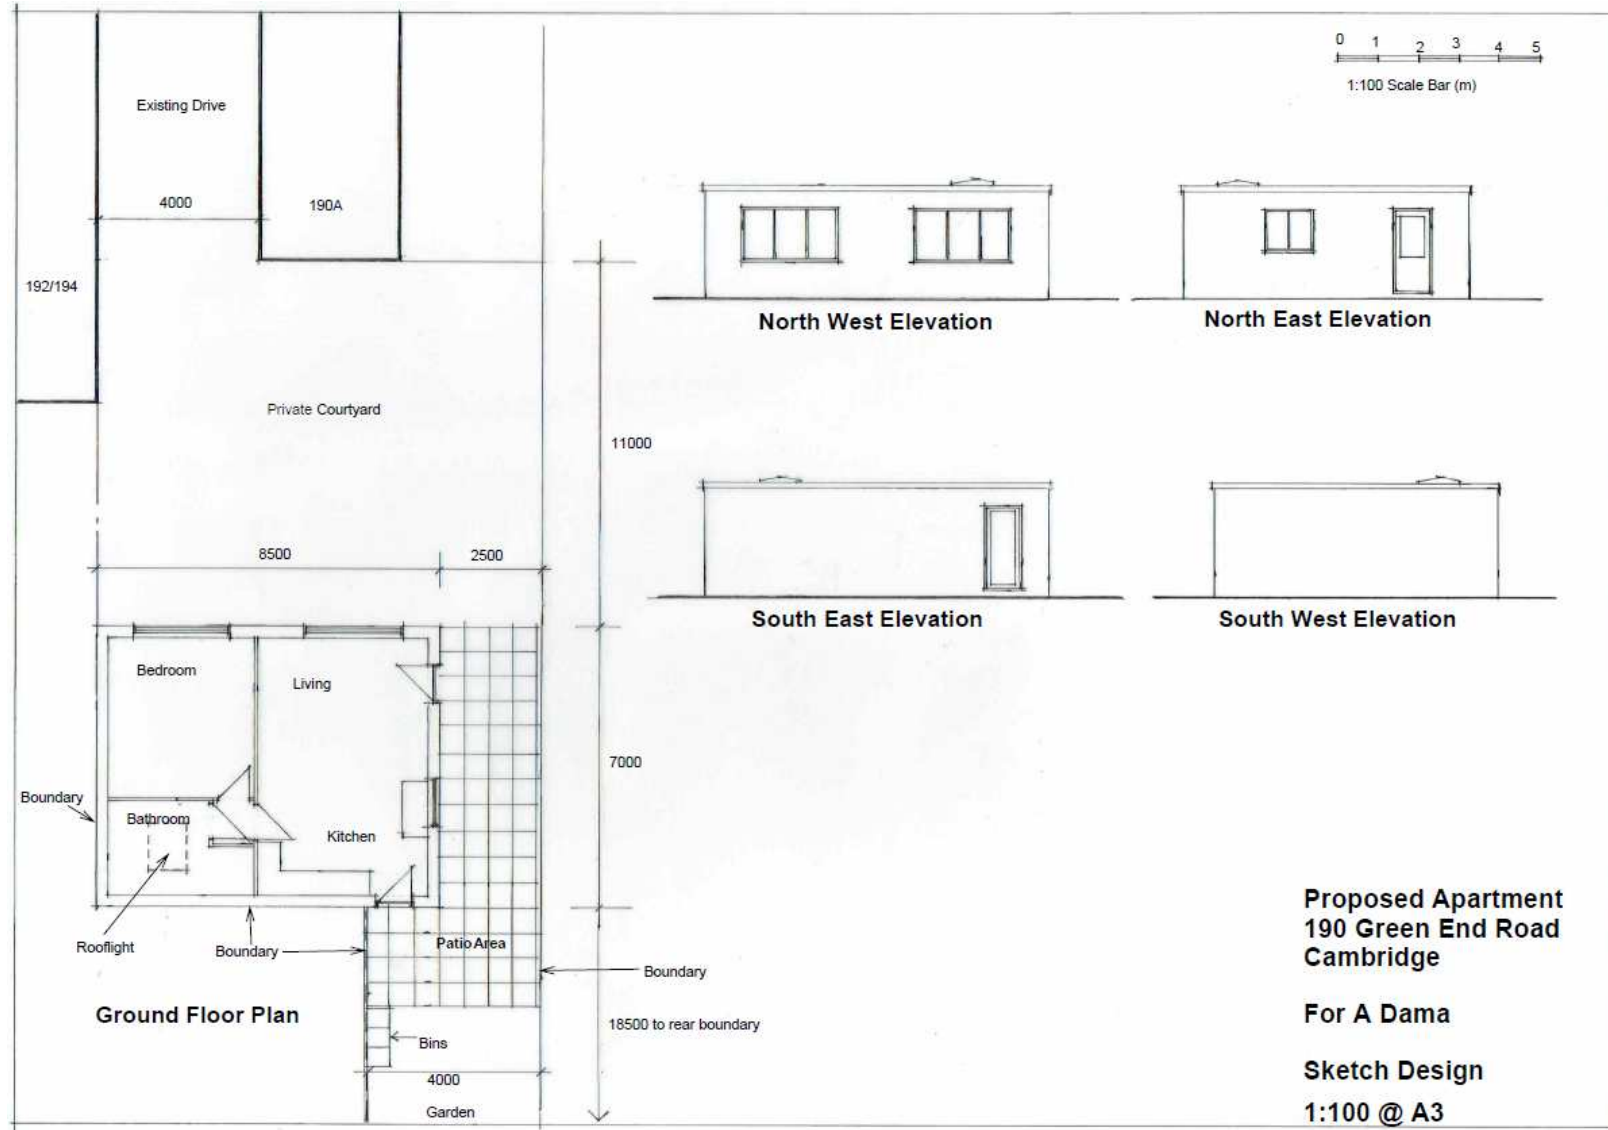 0 1 2 3 4 5
1:100 Scale Bar (m)
Existing Drive
4000
190A
192/194
North West Elevation
North East Elevation
Private Courtyard
11000
8500
2500
South East Elevation
South West Elevation
Bedroom
Living
7000
Boundary
Bathroom
Kitchen
Rooflight
Boundary
Patio Area
Boundary
Ground Floor Plan
18500 to rear boundary
Bins
4000
Garden
Proposed Apartment
190 Green End Road
Cambridge
For A Dama
Sketch Design
1:100 @ A3